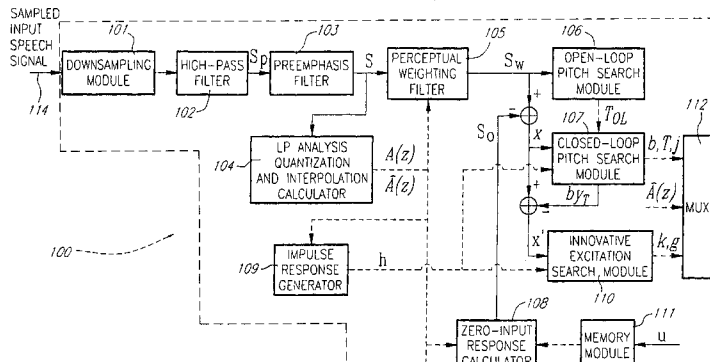 SAMPLED
INPUT
SPEECH
SIGNAL
114
101
DOWNSAMPLING
MODULE
HIGH-PASS
FILTER
102
Sp
103
PREEMPHASIS
FILTER
S
105
PERCEPTUAL
WEIGHTING
FILTER
Sw
106
OPEN-LOOP
PITCH SEARCH
MODULE
TOL
+
-
So
x
107
CLOSED-LOOP
PITCH SEARCH
MODULE
b,T,j
112
MUX
104
LP ANALYSIS
QUANTIZATION
AND INTERPOLATION
CALCULATOR
A(z)
Ā(z)
+
-
byT
Ā(z)
x'
INNOVATIVE
EXCITATION
SEARCH MODULE
110
k,g
100
109
IMPULSE
RESPONSE
GENERATOR
h
108
ZERO-INPUT
RESPONSE
CALCULATOR
111
MEMORY
MODULE
u